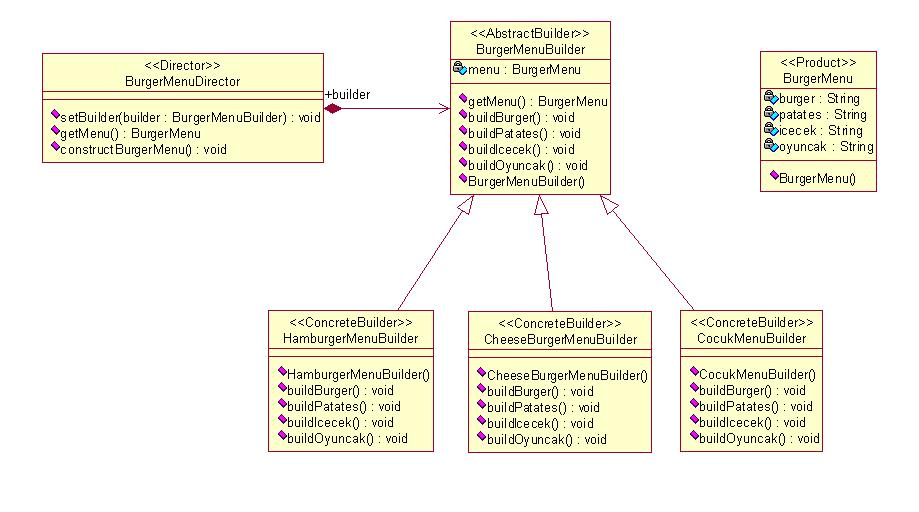 <<Director>>
BurgerMenuDirector
setBuilder(builder : BurgerMenuBuilder) : void
getMenu() : BurgerMenu
constructBurgerMenu() : void
+builder
<<AbstractBuilder>>
BurgerMenuBuilder
menu : BurgerMenu
getMenu() : BurgerMenu
buildBurger() : void
buildPatates() : void
buildIcecek() : void
buildOyuncak() : void
BurgerMenuBuilder()
<<Product>>
BurgerMenu
burger : String
patates : String
icecek : String
oyuncak : String
BurgerMenu()
<<ConcreteBuilder>>
HamburgerMenuBuilder
HamburgerMenuBuilder()
buildBurger() : void
buildPatates() : void
buildIcecek() : void
buildOyuncak() : void
<<ConcreteBuilder>>
CheeseBurgerMenuBuilder
CheeseBurgerMenuBuilder()
buildBurger() : void
buildPatates() : void
buildIcecek() : void
buildOyuncak() : void
<<ConcreteBuilder>>
CocukMenuBuilder
CocukMenuBuilder()
buildBurger() : void
buildPatates() : void
buildIcecek() : void
buildOyuncak() : void